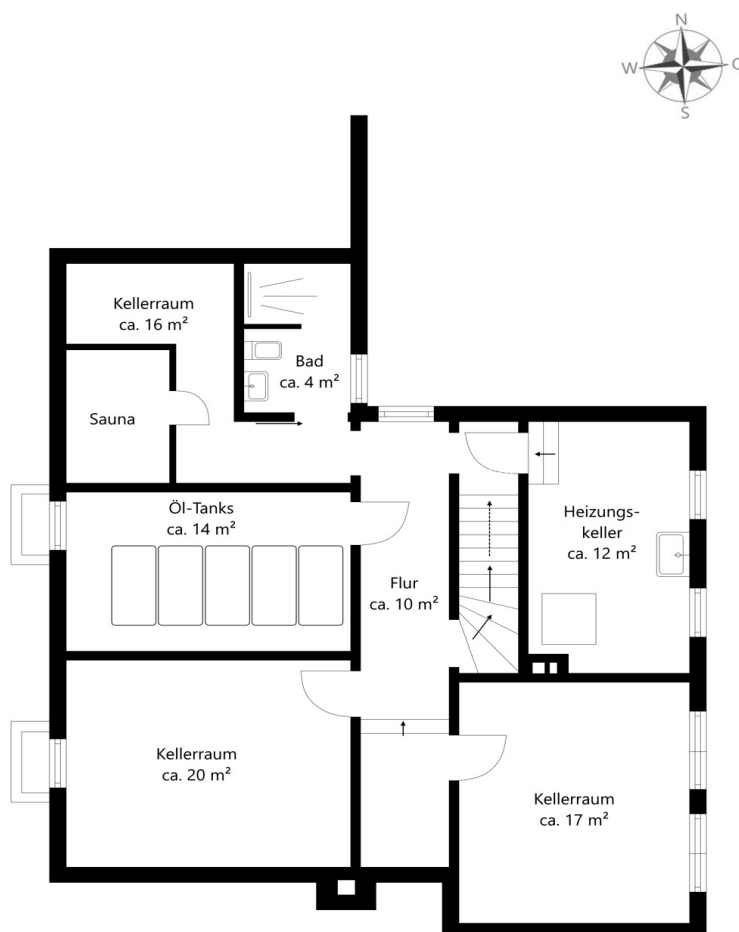 N
W
O
S
Kellerraum
ca. 16 m²
Bad
ca. 4 m²
Sauna
Öl-Tanks
ca. 14 m²
Heizungs-
keller
ca. 12 m²
Flur
ca. 10 m²
Kellerraum
ca. 20 m²
Kellerraum
ca. 17 m²